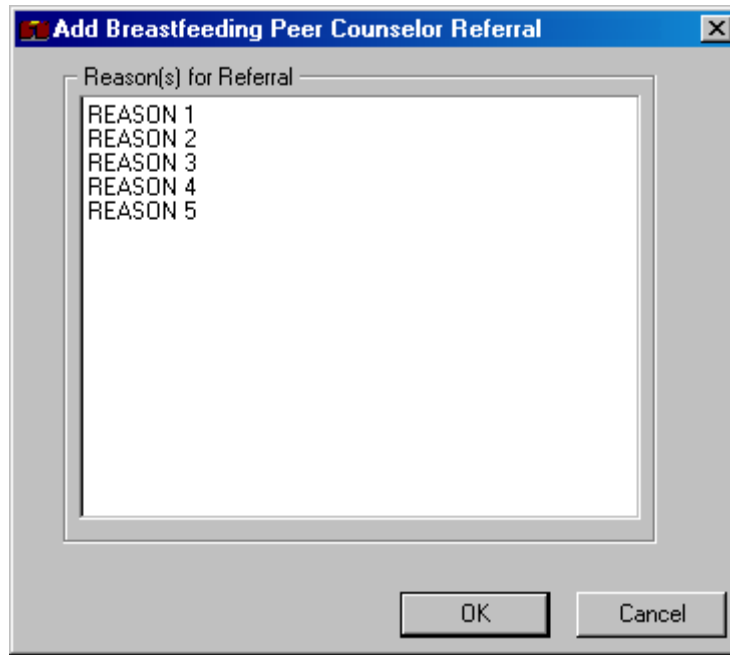 Add Breastfeeding Peer Counselor Referral
Reason(s) for Referral
REASON 1
REASON 2
REASON 3
REASON 4
REASON 5
OK Cancel